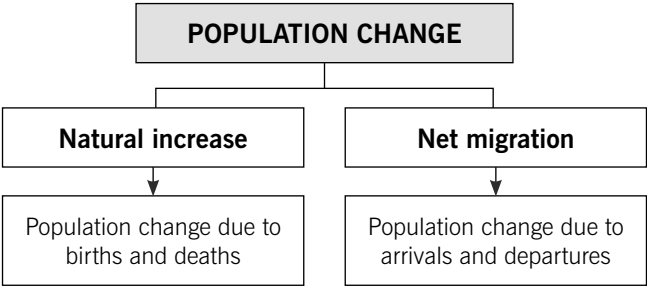 POPULATION CHANGE
Natural increase
Net migration
Population change due to
births and deaths
Population change due to
arrivals and departures